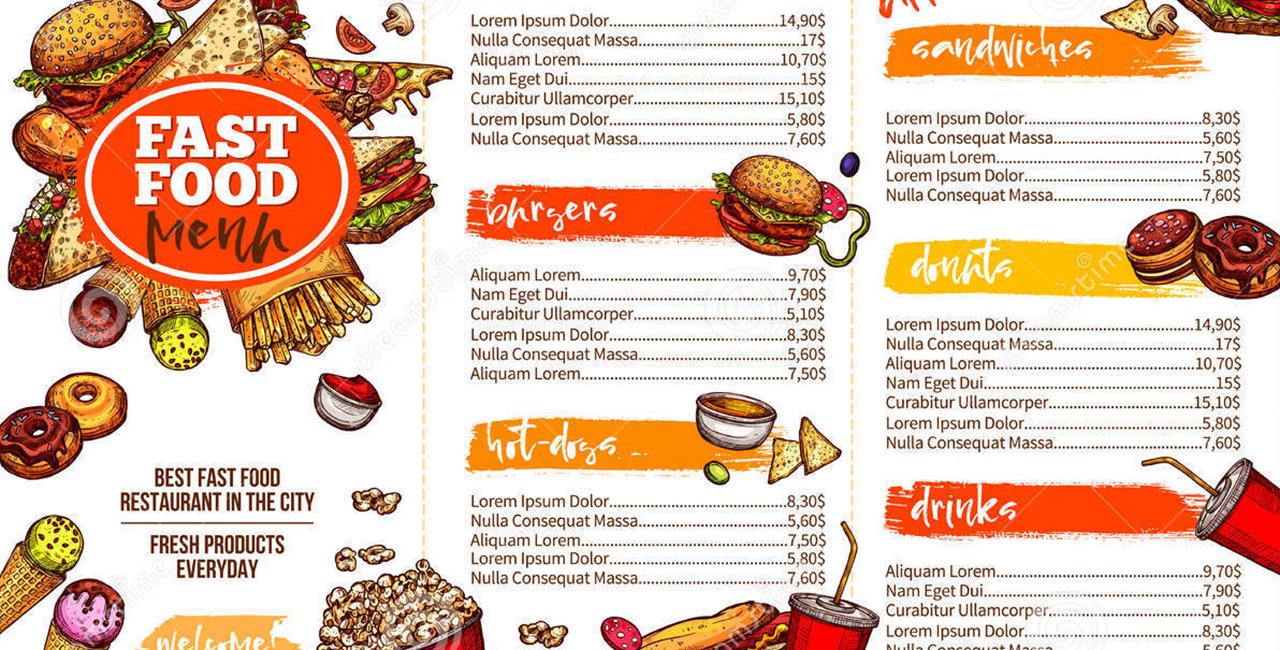 FAST
FOOD
Menu
BEST FAST FOOD
RESTAURANT IN THE CITY
FRESH PRODUCTS
EVERYDAY
welcome!
Lorem Ipsum Dolor 14,90$
Nulla Consequat Massa 17$
Aliquam Lorem 10,70$
Nam Eget Dui 15$
Curabitur Ullamcorper 15,10$
Lorem Ipsum Dolor 5,80$
Nulla Consequat Massa 7,60$
burgers
Aliquam Lorem 9,70$
Nam Eget Dui 7,90$
Curabitur Ullamcorper 5,10$
Lorem Ipsum Dolor 8,30$
Nulla Consequat Massa 5,60$
Aliquam Lorem 7,50$
hot-dogs
Lorem Ipsum Dolor 8,30$
Nulla Consequat Massa 5,60$
Aliquam Lorem 7,50$
Lorem Ipsum Dolor 5,80$
Nulla Consequat Massa 7,60$
sandwiches
Lorem Ipsum Dolor 8,30$
Nulla Consequat Massa 5,60$
Aliquam Lorem 7,50$
Lorem Ipsum Dolor 5,80$
Nulla Consequat Massa 7,60$
donuts
Lorem Ipsum Dolor 14,90$
Nulla Consequat Massa 17$
Aliquam Lorem 10,70$
Nam Eget Dui 15$
Curabitur Ullamcorper 15,10$
Lorem Ipsum Dolor 5,80$
Nulla Consequat Massa 7,60$
drinks
Aliquam Lorem 9,70$
Nam Eget Dui 7,90$
Curabitur Ullamcorper 5,10$
Lorem Ipsum Dolor 8,30$
Nulla Consequat Massa 5,60$
dreamstime